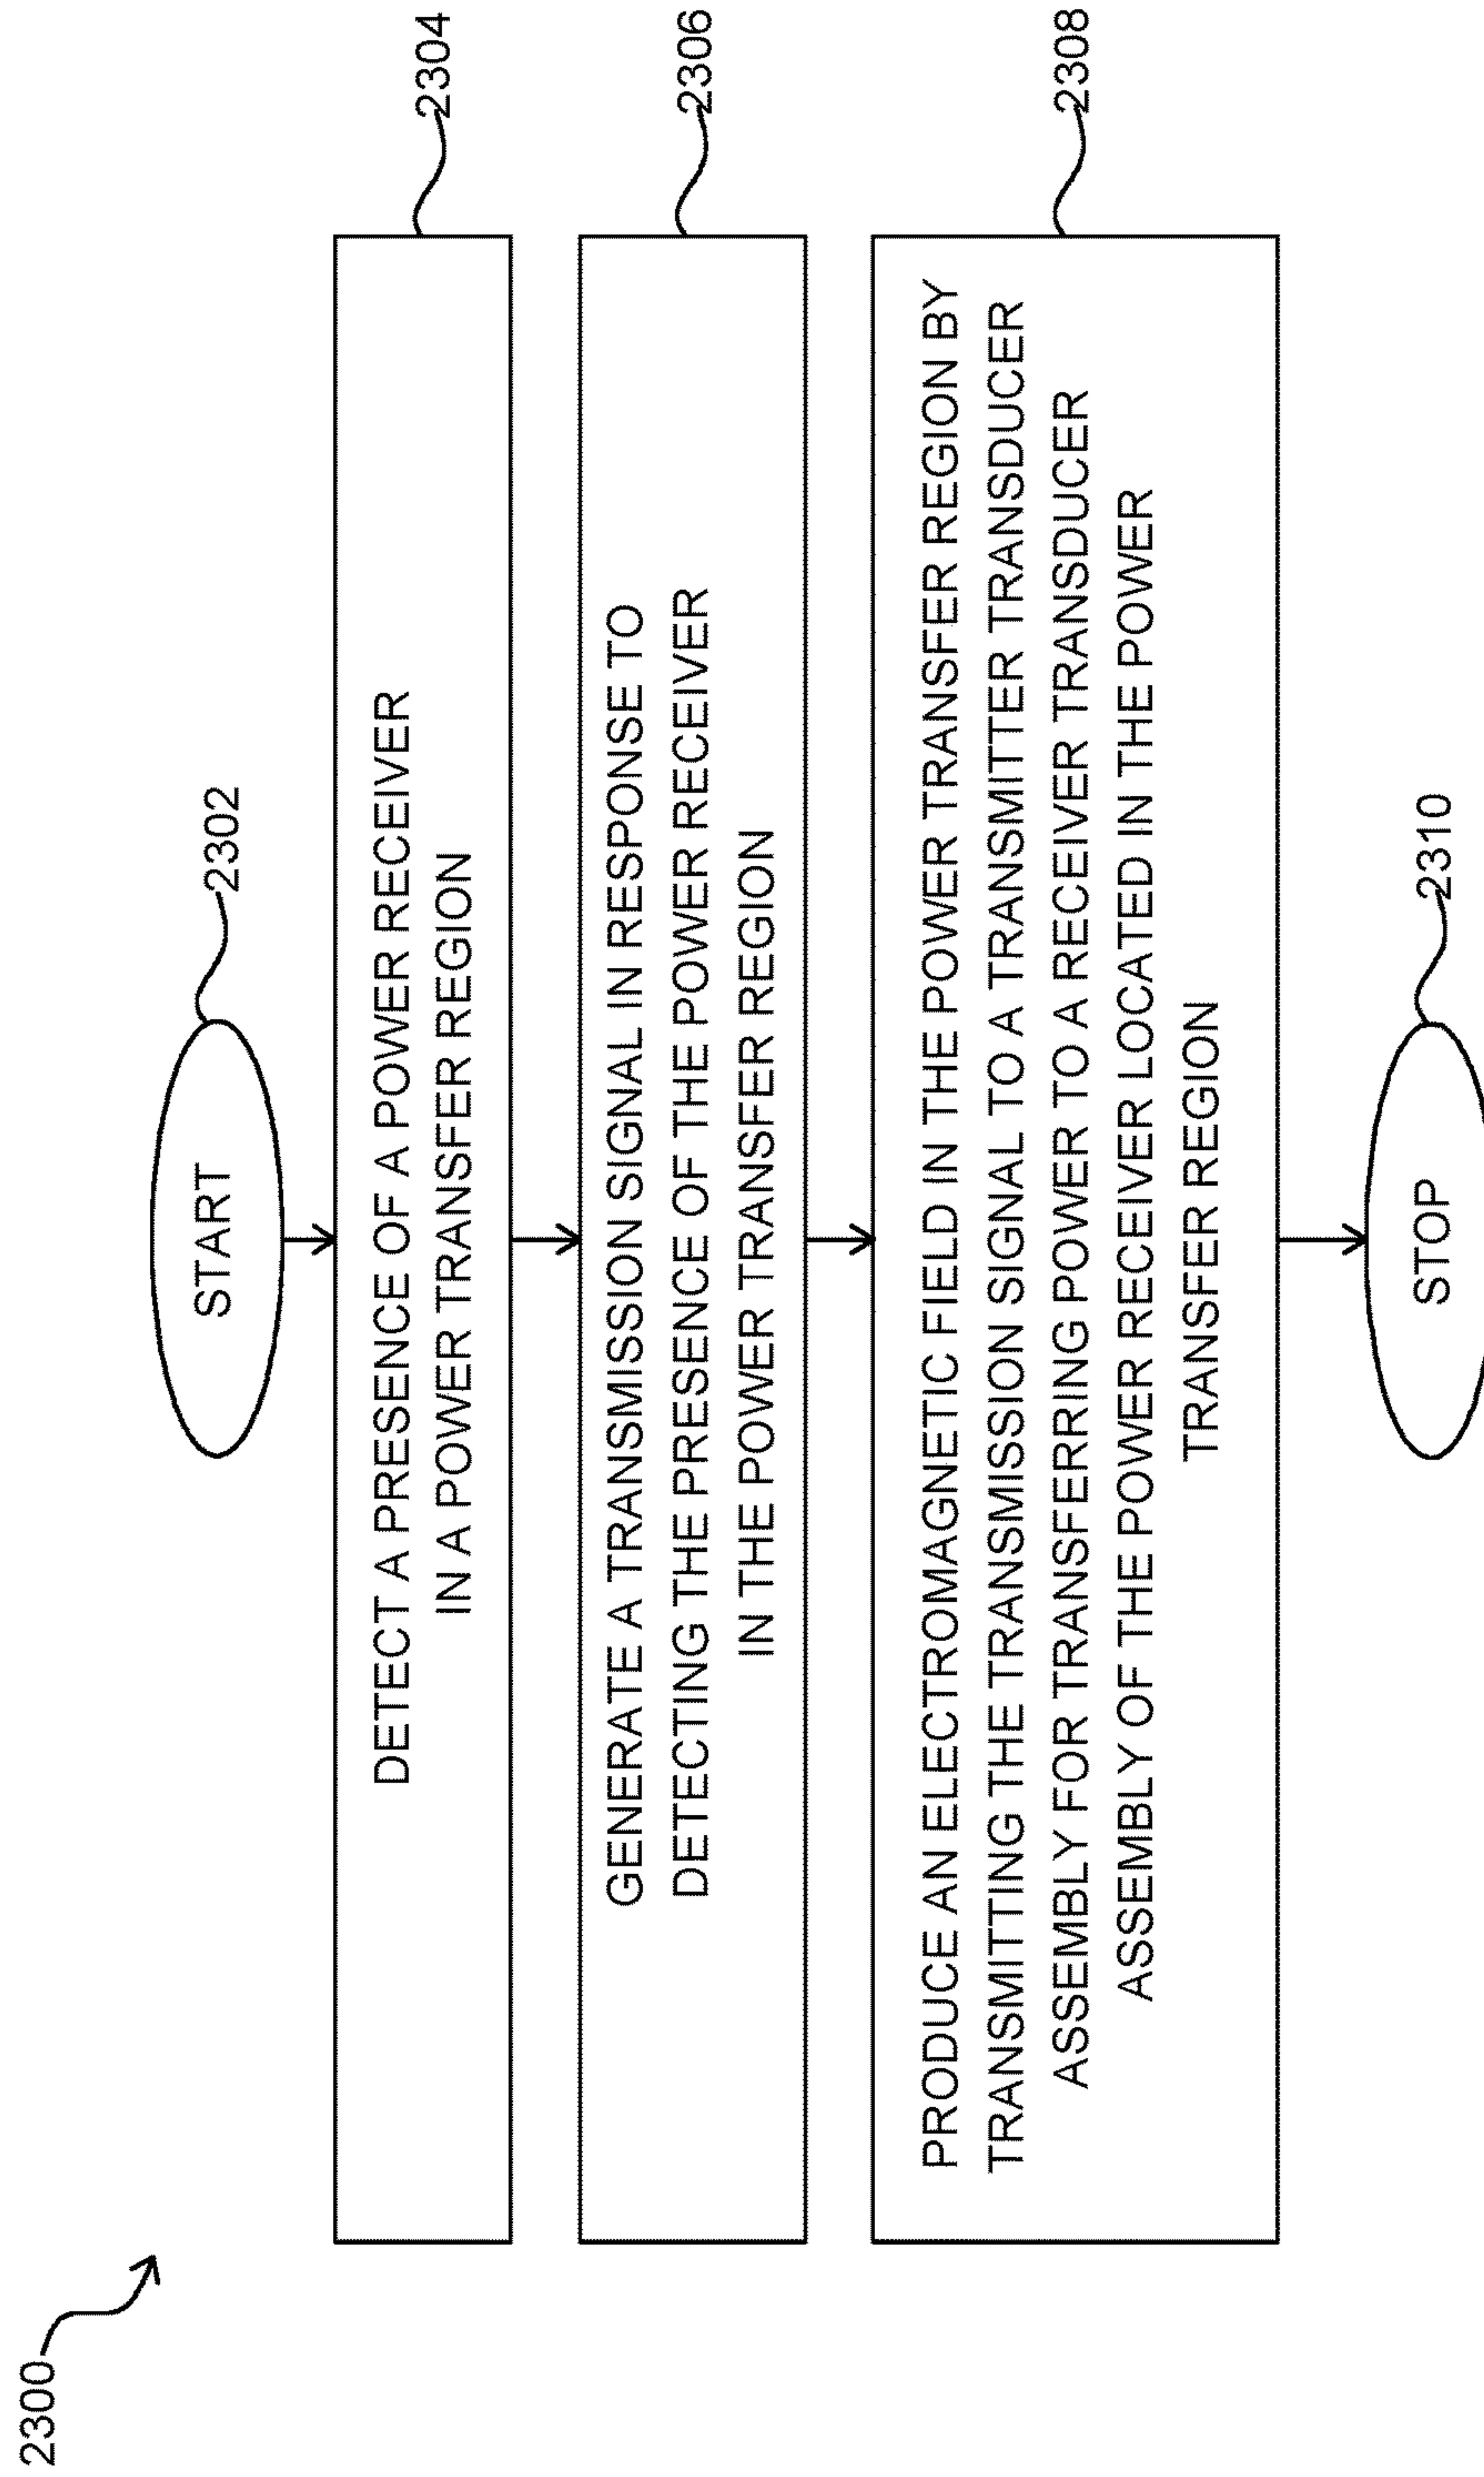 2300
START
2302
DETECT A PRESENCE OF A POWER RECEIVER
IN A POWER TRANSFER REGION
2304
GENERATE A TRANSMISSION SIGNAL IN RESPONSE TO
DETECTING THE PRESENCE OF THE POWER RECEIVER
IN THE POWER TRANSFER REGION
2306
PRODUCE AN ELECTROMAGNETIC FIELD IN THE POWER TRANSFER REGION BY
TRANSMITTING THE TRANSMISSION SIGNAL TO A TRANSMITTER TRANSDUCER
ASSEMBLY FOR TRANSFERRING POWER TO A RECEIVER TRANSDUCER
ASSEMBLY OF THE POWER RECEIVER LOCATED IN THE POWER
TRANSFER REGION
2308
STOP
2310